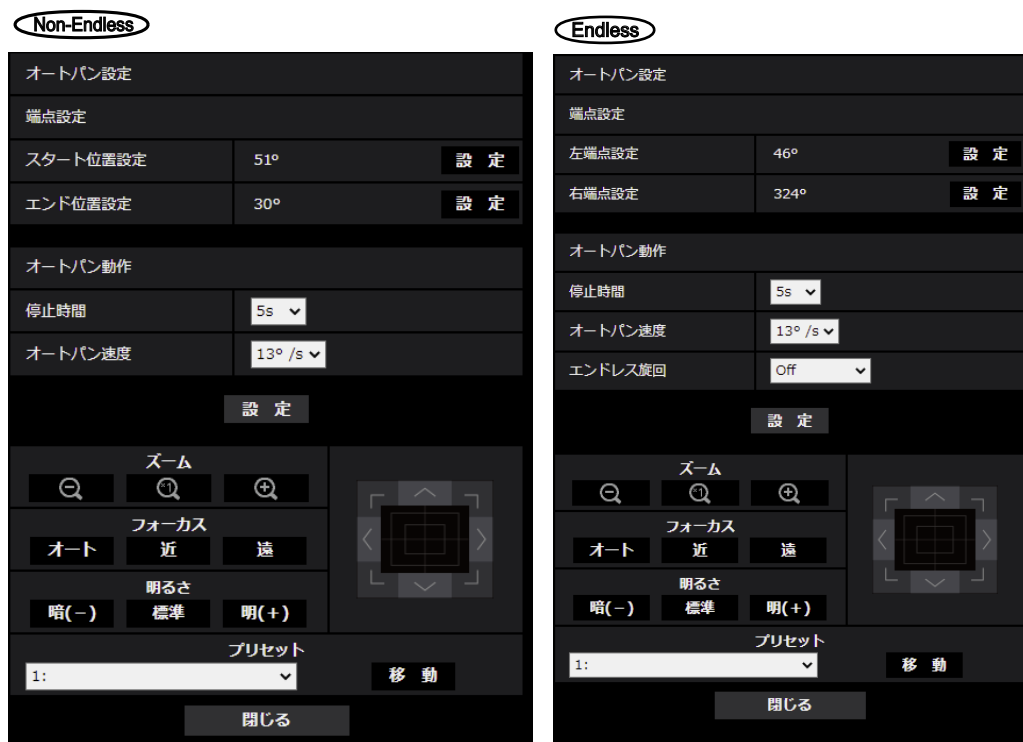 Non-Endless
オートパン設定
端点設定
スタート位置設定 51° 設 定
エンド位置設定 30° 設 定
オートパン動作
停止時間 5s
オートパン速度 13° /s
設 定
ズーム
×1
フォーカス
オート 近 遠
明るさ
暗(−) 標準 明(+)
プリセット
1: 移 動
閉じる
Endless
オートパン設定
端点設定
左端点設定 46° 設 定
右端点設定 324° 設 定
オートパン動作
停止時間 5s
オートパン速度 13° /s
エンドレス旋回 Off
設 定
ズーム
×1
フォーカス
オート 近 遠
明るさ
暗(−) 標準 明(+)
プリセット
1: 移 動
閉じる